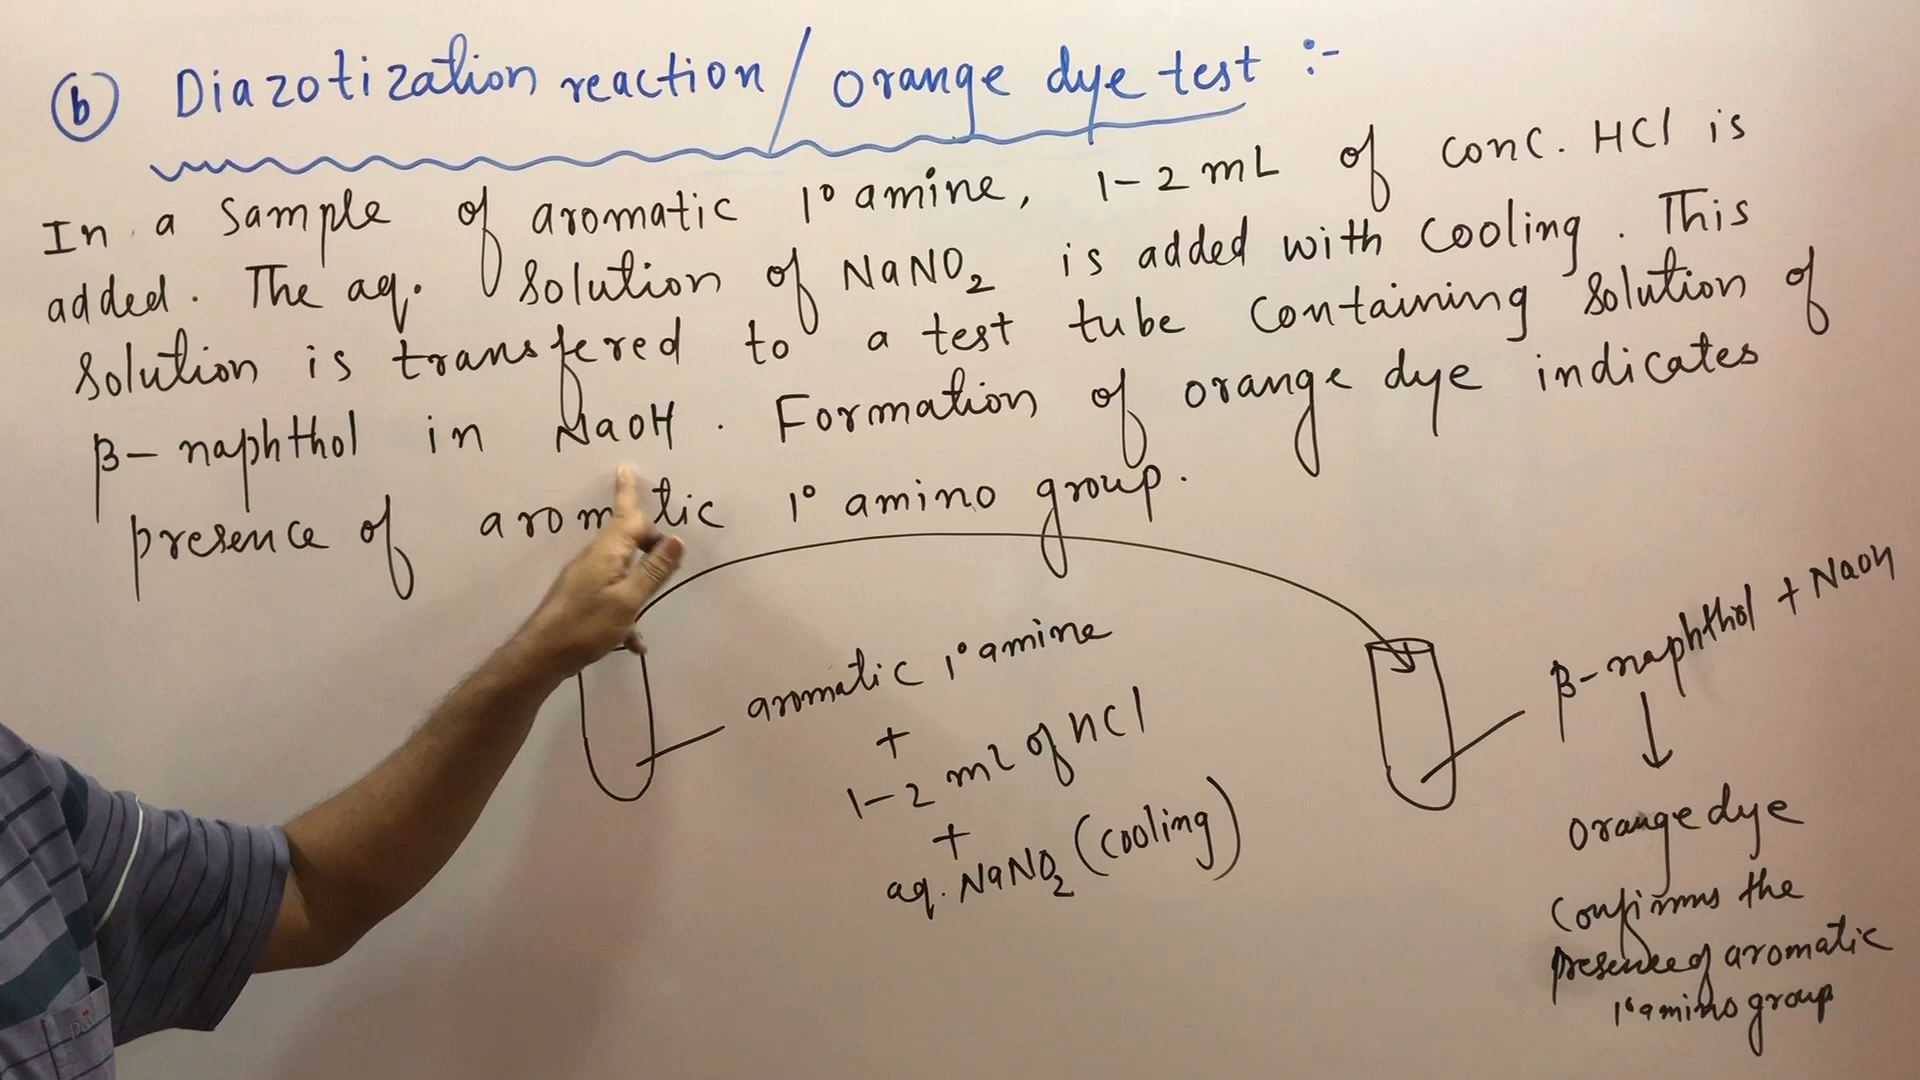 (b) Diazotization reaction / orange dye test :-
In a sample of aromatic 1° amine, 1-2 mL of conc. HCl is
added. The aq. solution of NaNO2 is added with cooling. This
solution is transfered to a test tube containing solution of
β- naphthol in NaOH. Formation of orange dye indicates
presence of aromatic 1° amino group.
aromatic 1° amine
+
1-2 mL of HCl
+
aq. NaNO2 (cooling)
β- naphthol + NaOH
↓
Orange dye
Confirms the
presence of aromatic
1° amino group